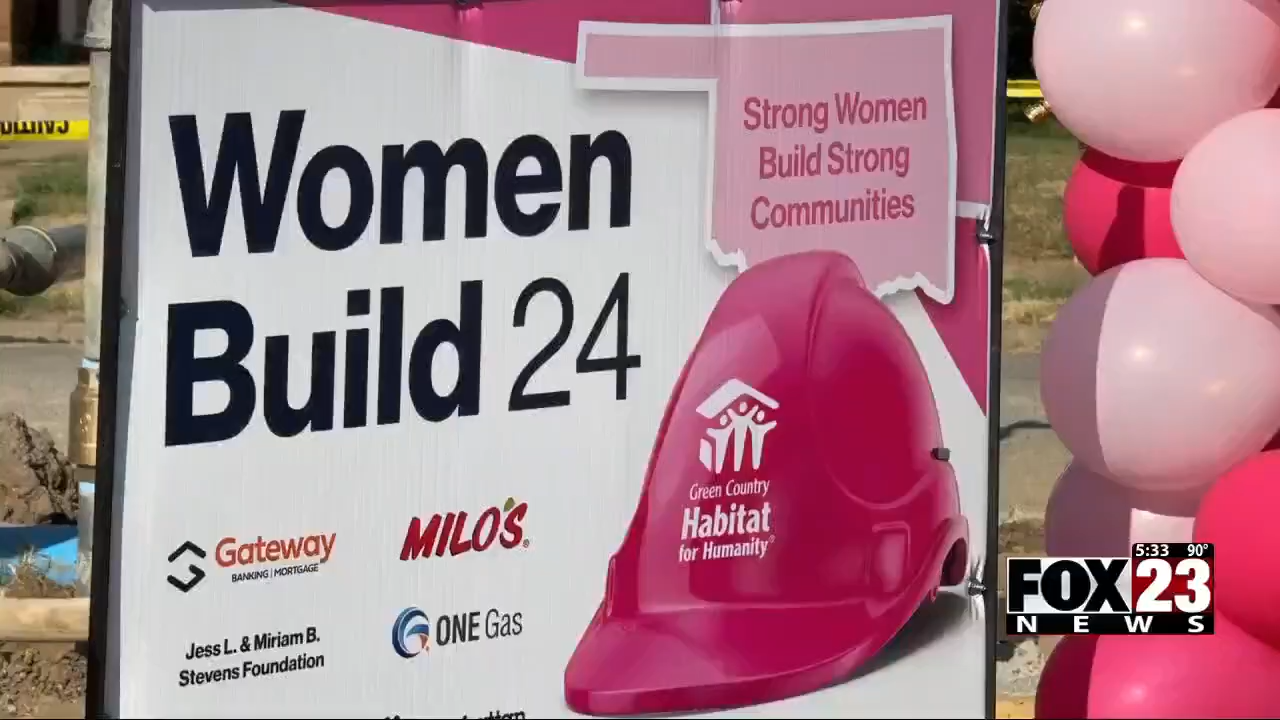 CAUTION
Women
Build 24
Strong Women
Build Strong
Communities
Green Country
Habitat
for Humanity®
Gateway
BANKING | MORTGAGE
MILO'S®
Jess L. & Miriam B.
Stevens Foundation
ONE Gas
5:33 90°
FOX 23
NEWS